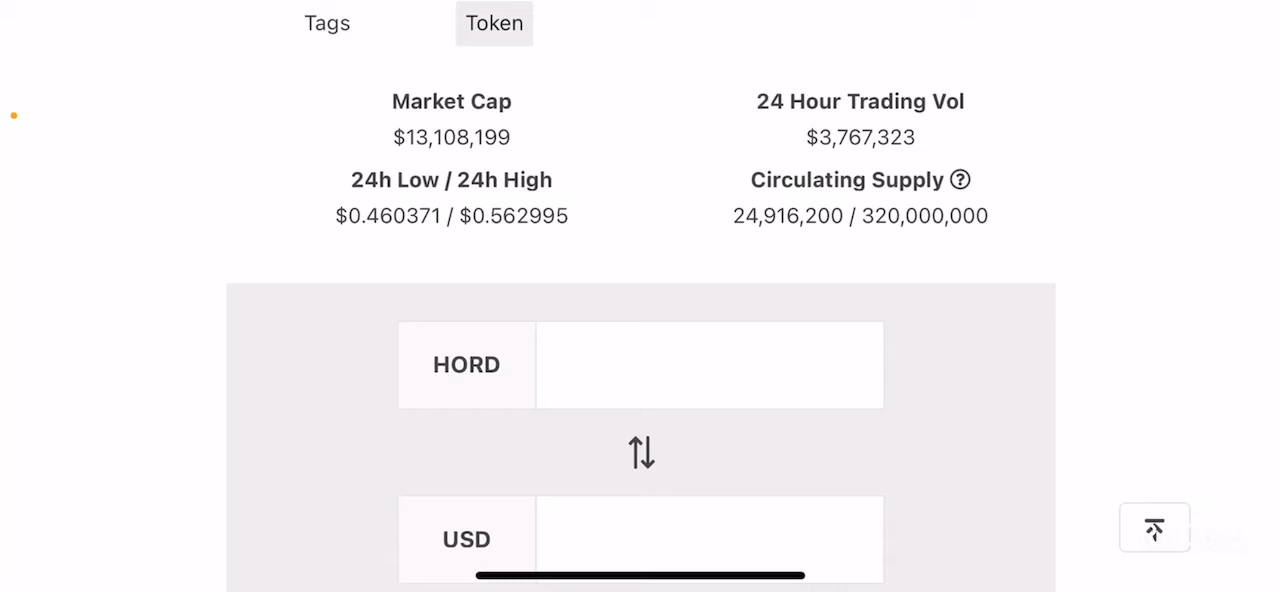 Tags Token
Market Cap 24 Hour Trading Vol
$13,108,199 $3,767,323
24h Low / 24h High Circulating Supply ?
$0.460371 / $0.562995 24,916,200 / 320,000,000
HORD
USD